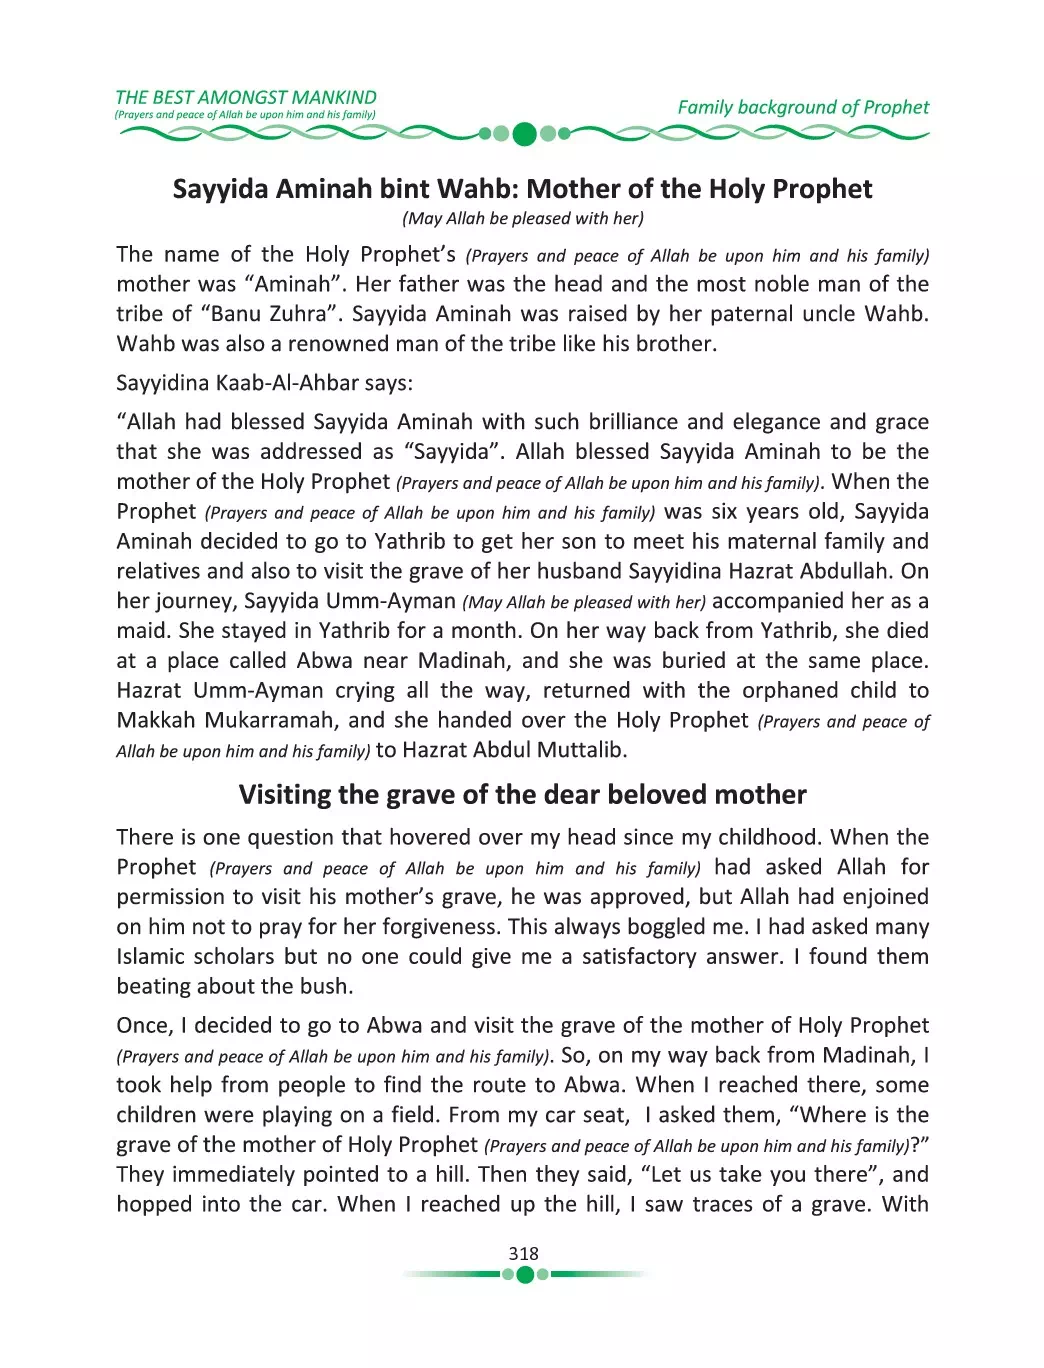 THE BEST AMONGST MANKIND
(Prayers and peace of Allah be upon him and his family)
Family background of Prophet
Sayyida Aminah bint Wahb: Mother of the Holy Prophet
(May Allah be pleased with her)
The name of the Holy Prophet’s (Prayers and peace of Allah be upon him and his family)
mother was “Aminah”. Her father was the head and the most noble man of the
tribe of “Banu Zuhra”. Sayyida Aminah was raised by her paternal uncle Wahb.
Wahb was also a renowned man of the tribe like his brother.
Sayyidina Kaab-Al-Ahbar says:
“Allah had blessed Sayyida Aminah with such brilliance and elegance and grace
that she was addressed as “Sayyida”. Allah blessed Sayyida Aminah to be the
mother of the Holy Prophet (Prayers and peace of Allah be upon him and his family). When the
Prophet (Prayers and peace of Allah be upon him and his family) was six years old, Sayyida
Aminah decided to go to Yathrib to get her son to meet his maternal family and
relatives and also to visit the grave of her husband Sayyidina Hazrat Abdullah. On
her journey, Sayyida Umm-Ayman (May Allah be pleased with her) accompanied her as a
maid. She stayed in Yathrib for a month. On her way back from Yathrib, she died
at a place called Abwa near Madinah, and she was buried at the same place.
Hazrat Umm-Ayman crying all the way, returned with the orphaned child to
Makkah Mukarramah, and she handed over the Holy Prophet (Prayers and peace of
Allah be upon him and his family) to Hazrat Abdul Muttalib.
Visiting the grave of the dear beloved mother
There is one question that hovered over my head since my childhood. When the
Prophet (Prayers and peace of Allah be upon him and his family) had asked Allah for
permission to visit his mother’s grave, he was approved, but Allah had enjoined
on him not to pray for her forgiveness. This always boggled me. I had asked many
Islamic scholars but no one could give me a satisfactory answer. I found them
beating about the bush.
Once, I decided to go to Abwa and visit the grave of the mother of Holy Prophet
(Prayers and peace of Allah be upon him and his family). So, on my way back from Madinah, I
took help from people to find the route to Abwa. When I reached there, some
children were playing on a field. From my car seat, I asked them, “Where is the
grave of the mother of Holy Prophet (Prayers and peace of Allah be upon him and his family)?”
They immediately pointed to a hill. Then they said, “Let us take you there”, and
hopped into the car. When I reached up the hill, I saw traces of a grave. With
318